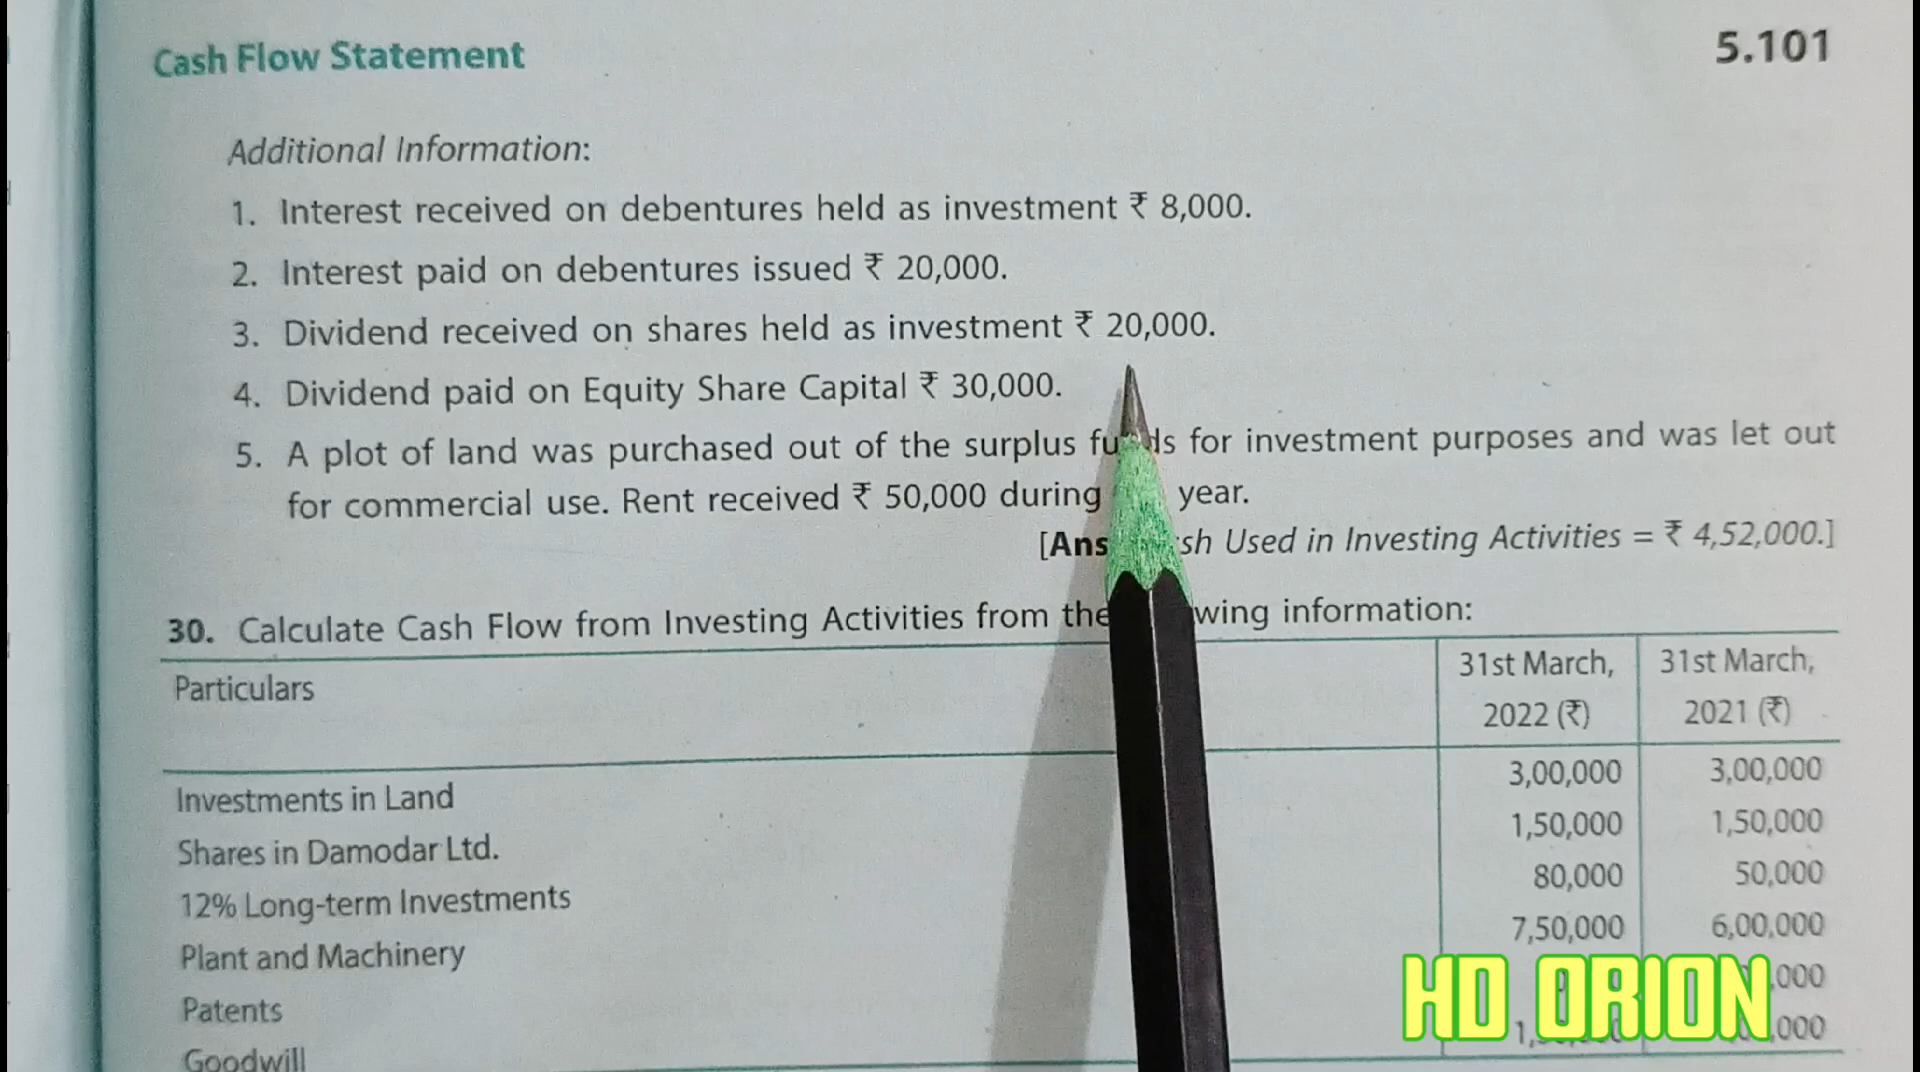 Cash Flow Statement
5.101
Additional Information:
1. Interest received on debentures held as investment ₹ 8,000.
2. Interest paid on debentures issued ₹ 20,000.
3. Dividend received on shares held as investment ₹ 20,000.
4. Dividend paid on Equity Share Capital ₹ 30,000.
5. A plot of land was purchased out of the surplus for investment purposes and was let out
for commercial use. Rent received ₹ 50,000 during year.
[Ans Used in Investing Activities = ₹ 4,52,000.]
30. Calculate Cash Flow from Investing Activities from information:
Particulars 31st March, 31st March,
2022 (₹) 2021 (₹)
Investments in Land 3,00,000 3,00,000
Shares in Damodar Ltd. 1,50,000 1,50,000
12% Long-term Investments 80,000 50,000
Plant and Machinery 7,50,000 6,00,000
Patents
Goodwill
HD ORION